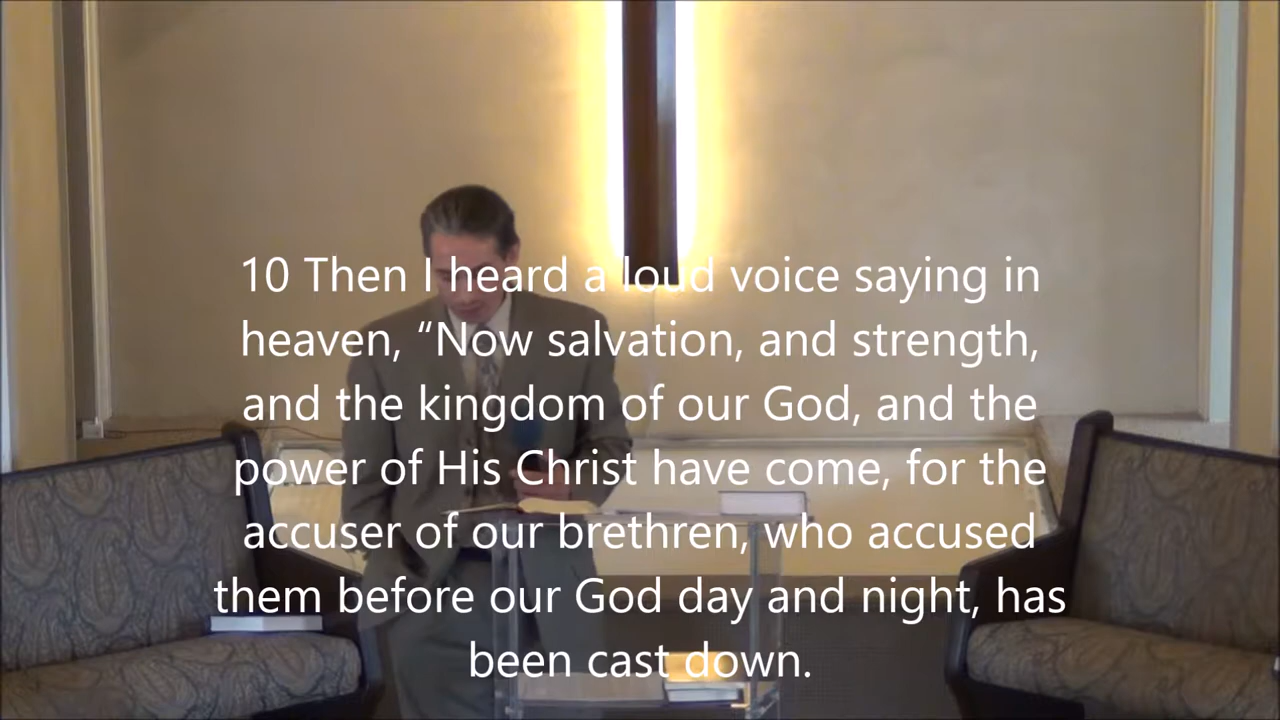 10 Then I heard a loud voice saying in
heaven, “Now salvation, and strength,
and the kingdom of our God, and the
power of His Christ have come, for the
accuser of our brethren, who accused
them before our God day and night, has
been cast down.